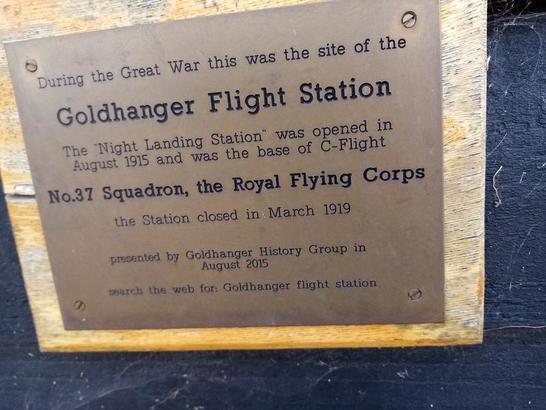 During the Great War this was the site of the
Goldhanger Flight Station
The "Night Landing Station" was opened in
August 1915 and was the base of C-Flight
No.37 Squadron, the Royal Flying Corps
the Station closed in March 1919
presented by Goldhanger History Group in
August 2015
search the web for: Goldhanger flight station